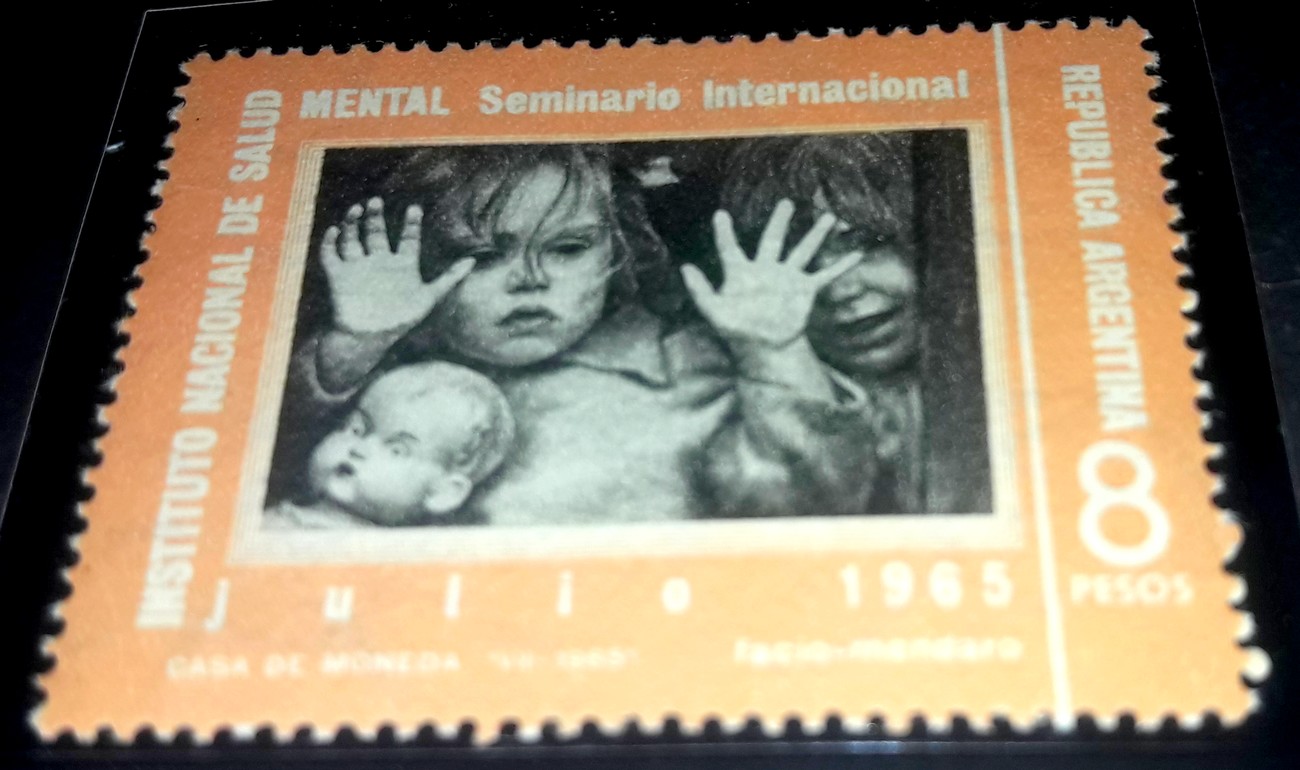 INSTITUTO NACIONAL DE SALUD
MENTAL Seminario Internacional
REPUBLICA ARGENTINA
8
PESOS
Julio 1965
CASA DE MONEDA